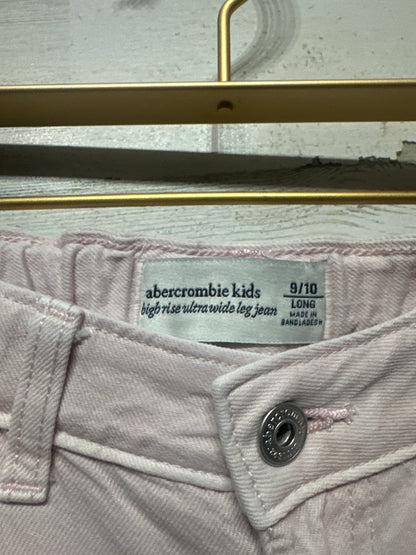 abercrombie kids
high rise ultra wide leg jean
9/10
LONG
MADE IN
BANGLADESH